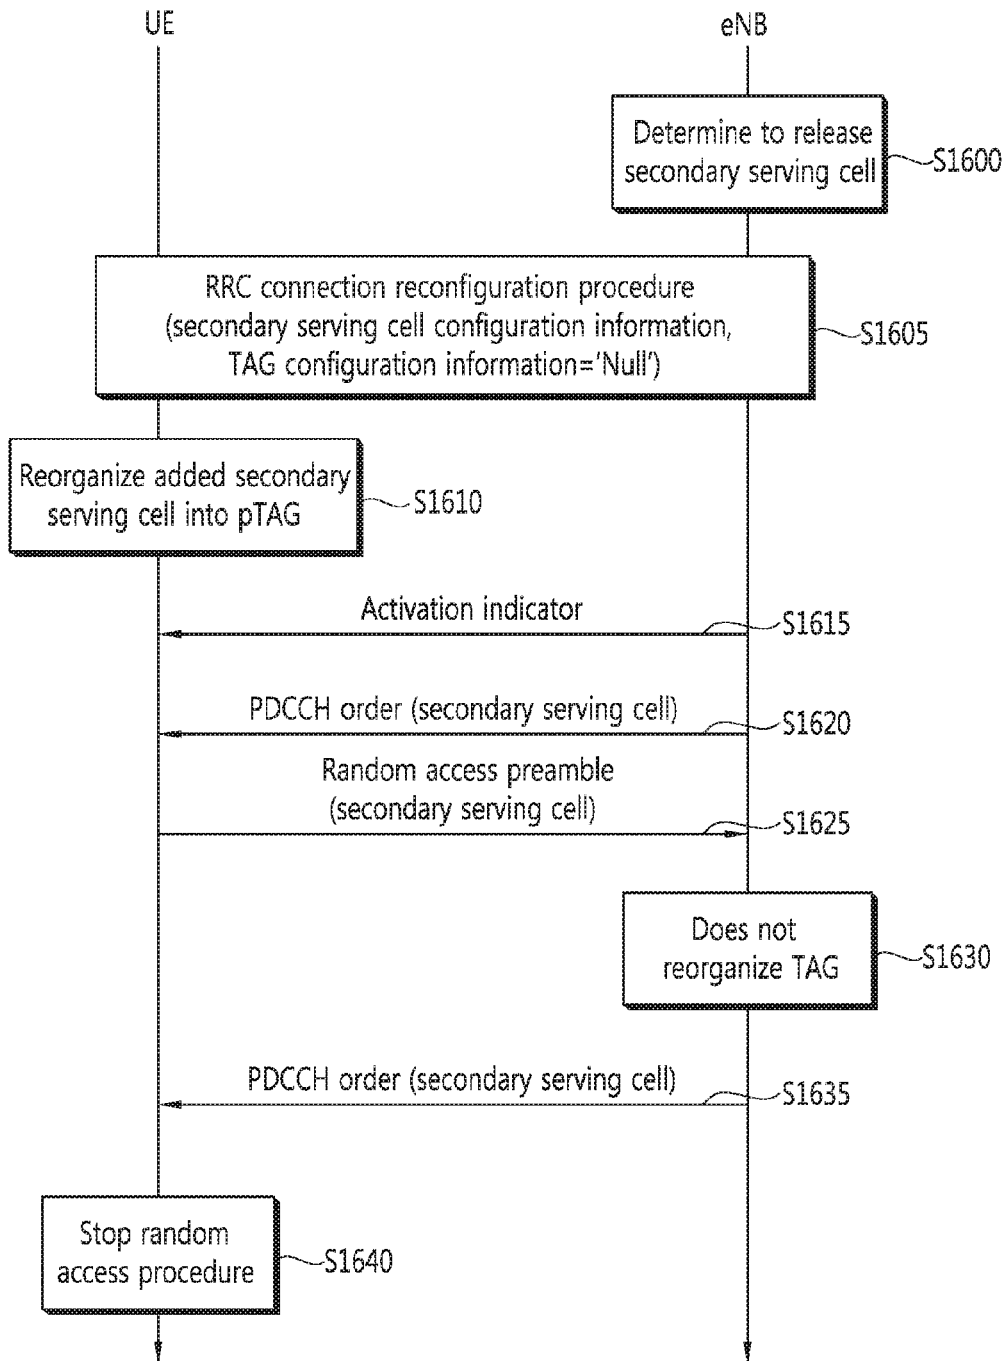 UE
eNB
Determine to release
secondary serving cell
S1600
RRC connection reconfiguration procedure
(secondary serving cell configuration information,
TAG configuration information='Null')
S1605
Reorganize added secondary
serving cell into pTAG
S1610
Activation indicator
S1615
PDCCH order (secondary serving cell)
S1620
Random access preamble
(secondary serving cell)
S1625
Does not
reorganize TAG
S1630
PDCCH order (secondary serving cell)
S1635
Stop random
access procedure
S1640